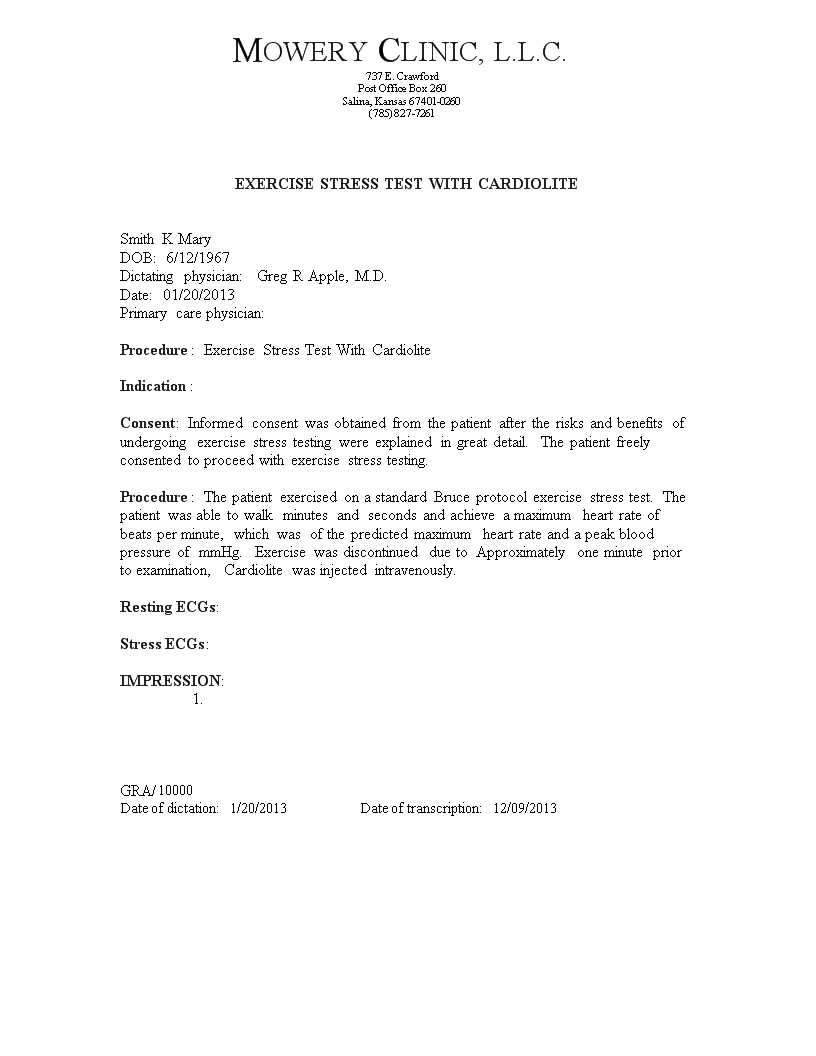 MOWERY CLINIC, L.L.C.
737 E. Crawford
Post Office Box 260
Salina, Kansas 67401-0260
(785)827-7261
EXERCISE STRESS TEST WITH CARDIOLITE
Smith K Mary
DOB: 6/12/1967
Dictating physician: Greg R Apple, M.D.
Date: 01/20/2013
Primary care physician:
Procedure : Exercise Stress Test With Cardiolite
Indication :
Consent: Informed consent was obtained from the patient after the risks and benefits of
undergoing exercise stress testing were explained in great detail. The patient freely
consented to proceed with exercise stress testing.
Procedure : The patient exercised on a standard Bruce protocol exercise stress test. The
patient was able to walk minutes and seconds and achieve a maximum heart rate of
beats per minute, which was of the predicted maximum heart rate and a peak blood
pressure of mmHg. Exercise was discontinued due to Approximately one minute prior
to examination, Cardiolite was injected intravenously.
Resting ECGs:
Stress ECGs:
IMPRESSION:
1.
GRA/10000
Date of dictation: 1/20/2013 Date of transcription: 12/09/2013